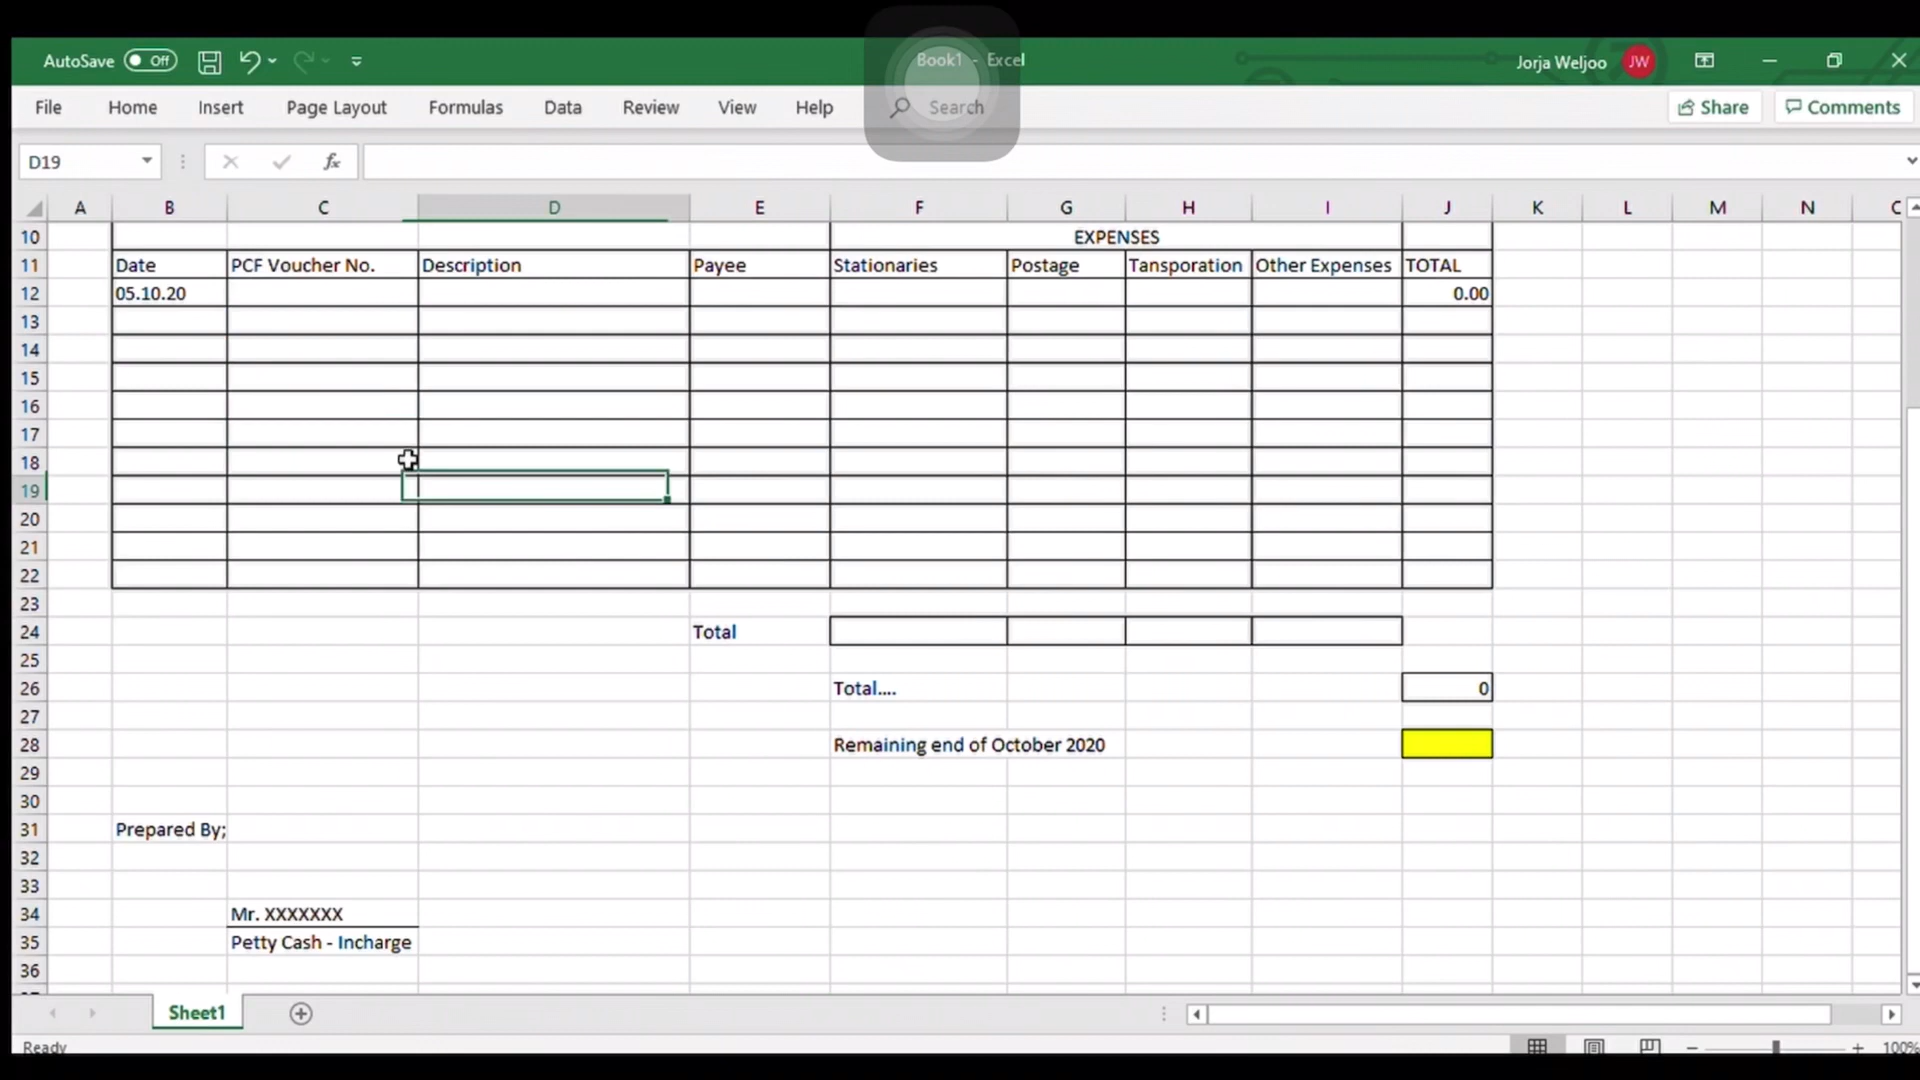 AutoSave Off Book1 - Excel Jorja Weljoo JW
File Home Insert Page Layout Formulas Data Review View Help Search Share Comments
D19 fx
A B C D E F G H I J K L M N
10 EXPENSES
11 Date PCF Voucher No. Description Payee Stationaries Postage Tansporation Other Expenses TOTAL
12 05.10.20 0.00
13
14
15
16
17
18
19
20
21
22
23
24 Total
25
26 Total.... 0
27
28 Remaining end of October 2020
29
30
31 Prepared By;
32
33
34 Mr. XXXXXXX
35 Petty Cash - Incharge
36
Sheet1
Ready 100%